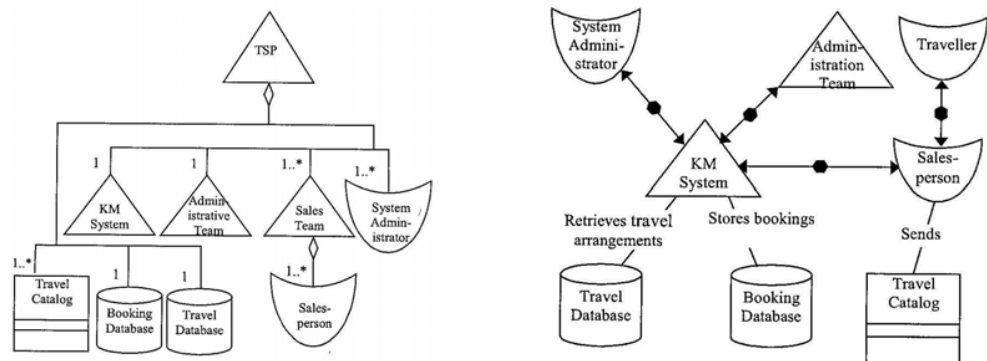 TSP
1
1
1..*
1..*
KM
System
Admin-
istrative
Team
Sales
Team
System
Admini-
strator
1..*
1
1
1..*
Travel
Catalog
Booking
Database
Travel
Database
Sales-
person
System
Admini-
strator
Admin-
istration
Team
Traveller
KM
System
Sales-
person
Retrieves travel
arrangements
Stores bookings
Sends
Travel
Database
Booking
Database
Travel
Catalog